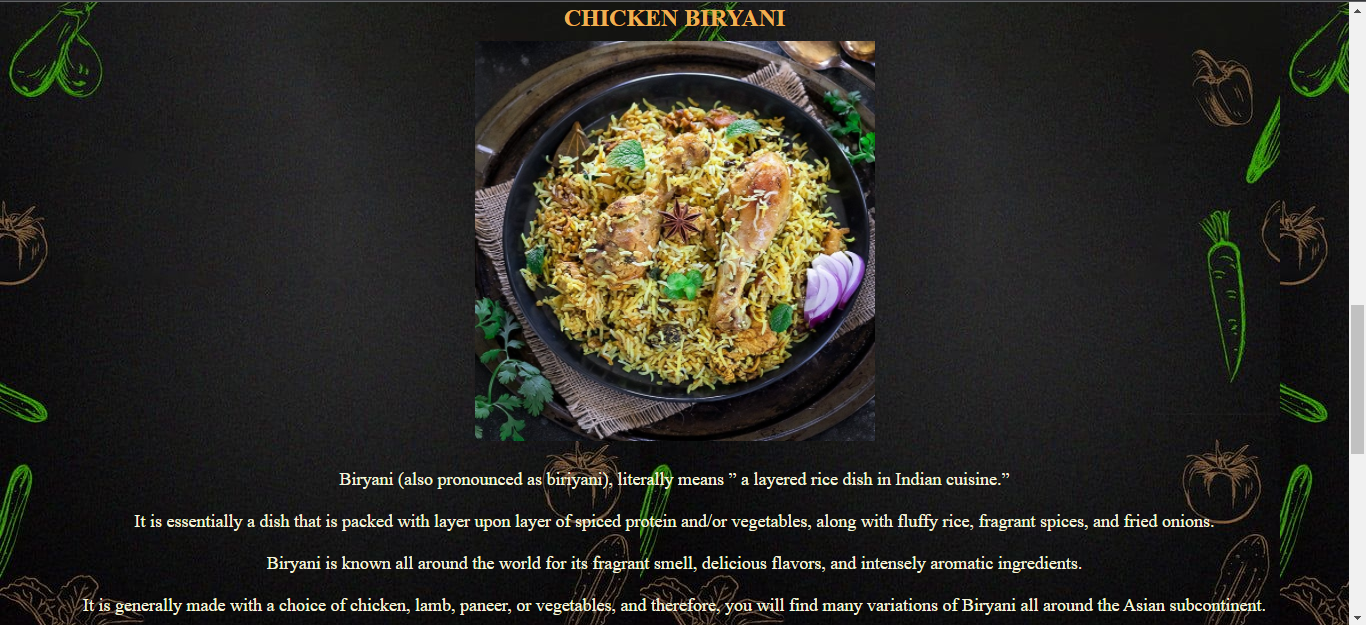 CHICKEN BIRYANI
Biryani (also pronounced as biriyani), literally means ” a layered rice dish in Indian cuisine.”
It is essentially a dish that is packed with layer upon layer of spiced protein and/or vegetables, along with fluffy rice, fragrant spices, and fried onions.
Biryani is known all around the world for its fragrant smell, delicious flavors, and intensely aromatic ingredients.
It is generally made with a choice of chicken, lamb, paneer, or vegetables, and therefore, you will find many variations of Biryani all around the Asian subcontinent.